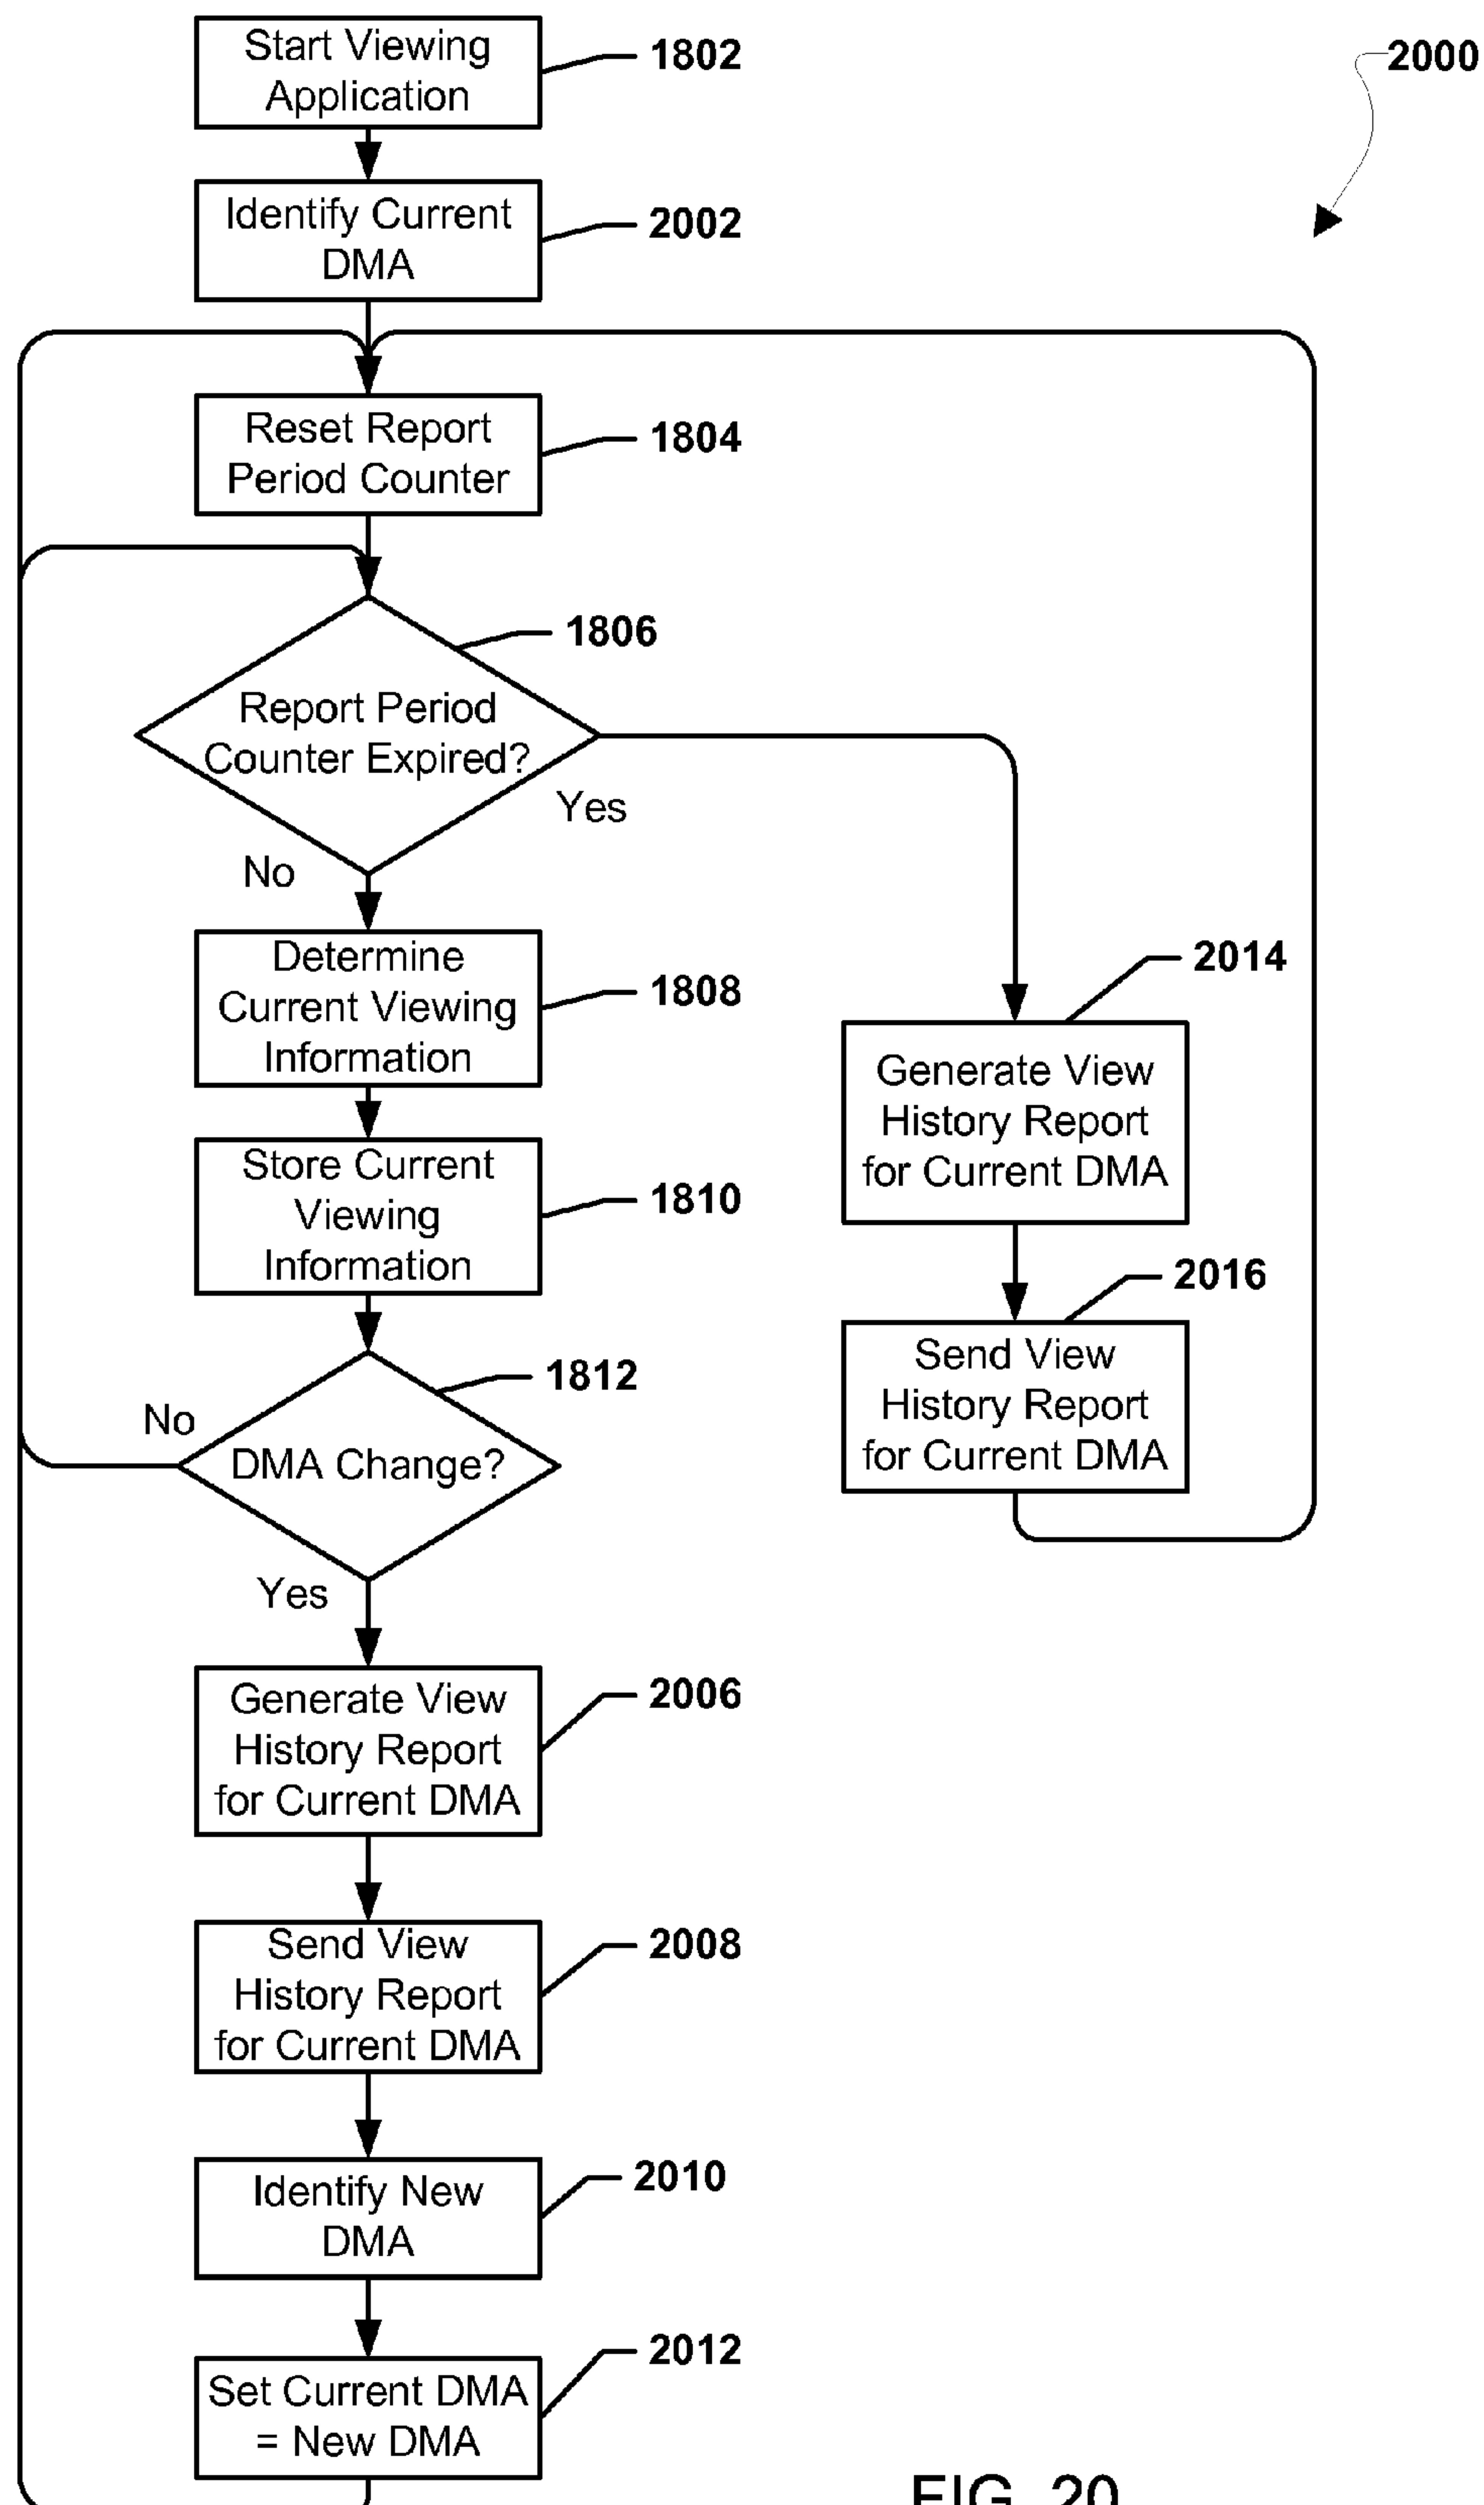 Start Viewing
Application
1802
2000
Identify Current
DMA
2002
Reset Report
Period Counter
1804
1806
Report Period
Counter Expired?
Yes
No
Determine
Current Viewing
Information
1808
2014
Generate View
History Report
for Current DMA
Store Current
Viewing
Information
1810
2016
Send View
History Report
for Current DMA
1812
No
DMA Change?
Yes
Generate View
History Report
for Current DMA
2006
Send View
History Report
for Current DMA
2008
Identify New
DMA
2010
Set Current DMA
= New DMA
2012
FIG. 20